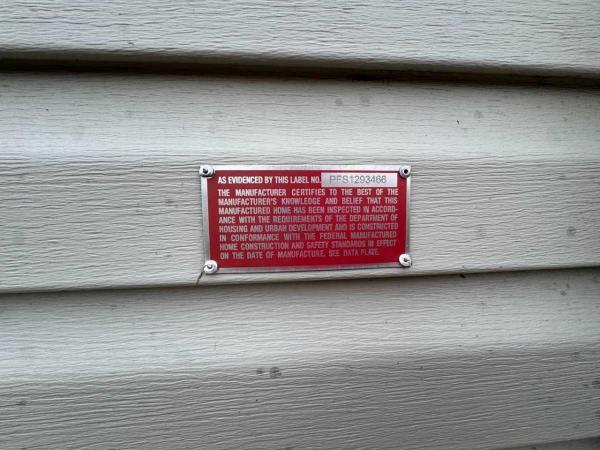 AS EVIDENCED BY THIS LABEL NO. PFS1293466
THE MANUFACTURER CERTIFIES TO THE BEST OF THE
MANUFACTURER'S KNOWLEDGE AND BELIEF THAT THIS
MANUFACTURED HOME HAS BEEN INSPECTED IN ACCORD-
ANCE WITH THE REQUIREMENTS OF THE DEPARTMENT OF
HOUSING AND URBAN DEVELOPMENT AND IS CONSTRUCTED
IN CONFORMANCE WITH THE FEDERAL MANUFACTURED
HOME CONSTRUCTION AND SAFETY STANDARDS IN EFFECT
ON THE DATE OF MANUFACTURE. SEE DATA PLATE.